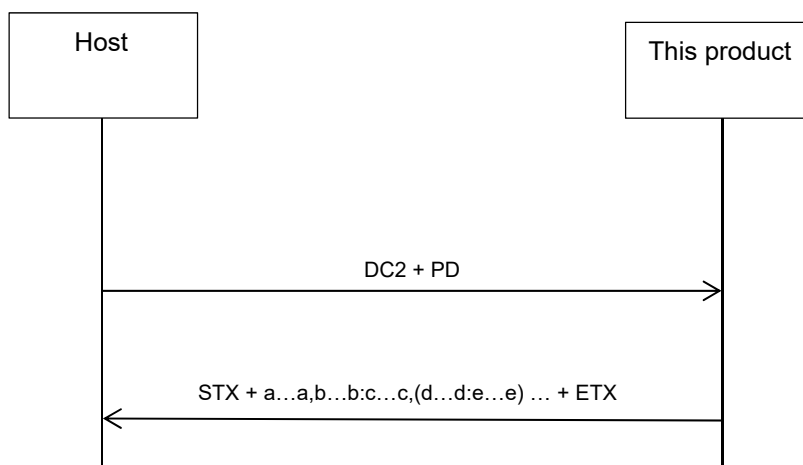 Host
This product
DC2 + PD
STX + a…a,b…b:c…c,(d…d:e…e) … + ETX